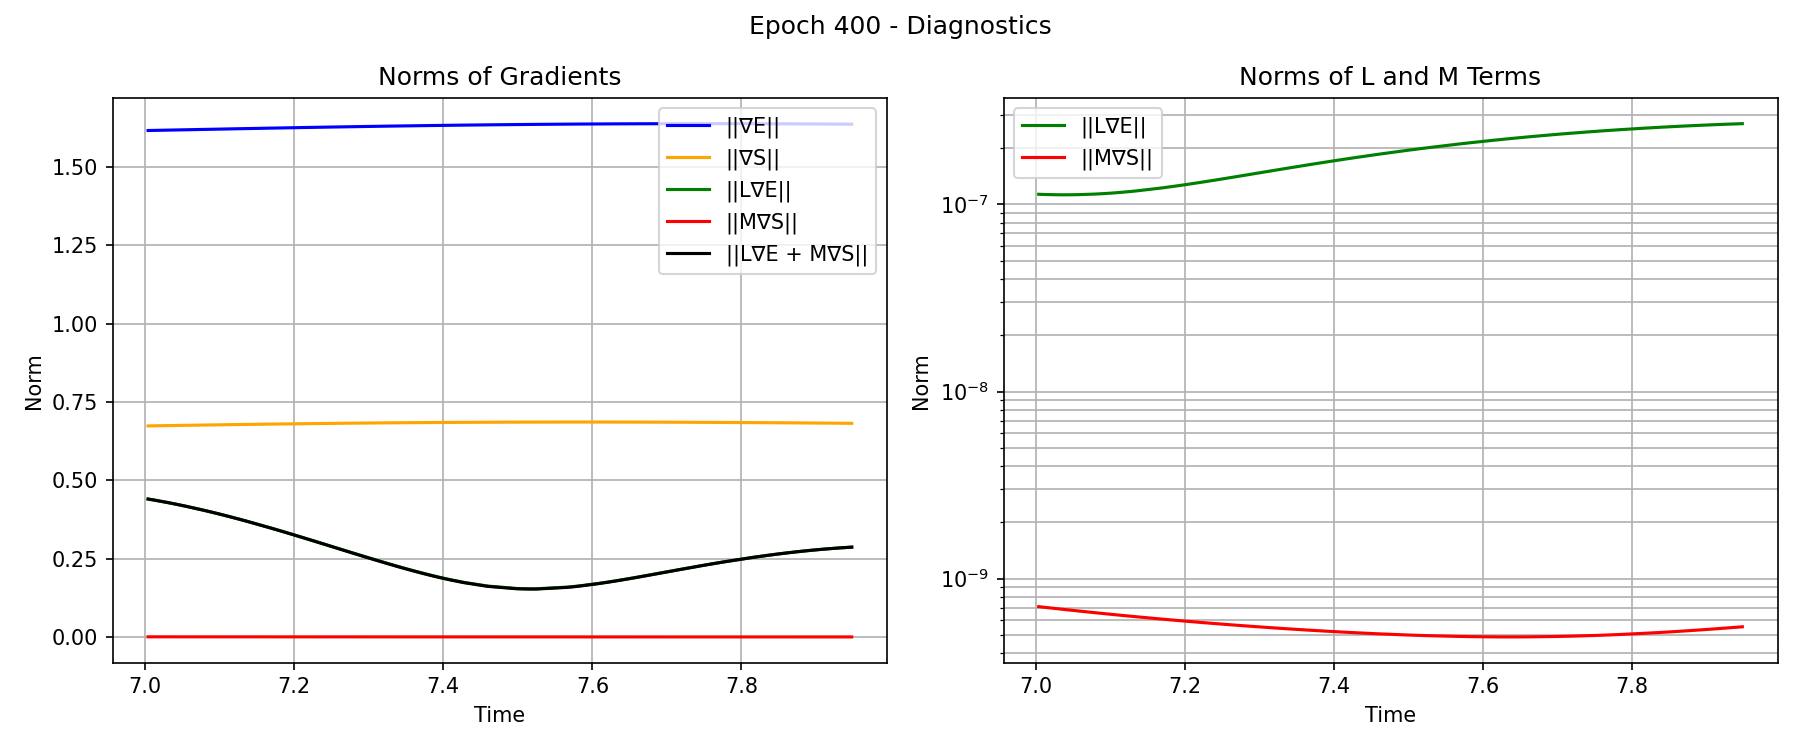 Epoch 400 - Diagnostics
Norms of Gradients
Norm
1.50
1.25
1.00
0.75
0.50
0.25
0.00
||∇E||
||∇S||
||L∇E||
||M∇S||
||L∇E + M∇S||
7.0 7.2 7.4 7.6 7.8
Time
Norms of L and M Terms
Norm
10⁻⁷
10⁻⁸
10⁻⁹
||L∇E||
||M∇S||
7.0 7.2 7.4 7.6 7.8
Time